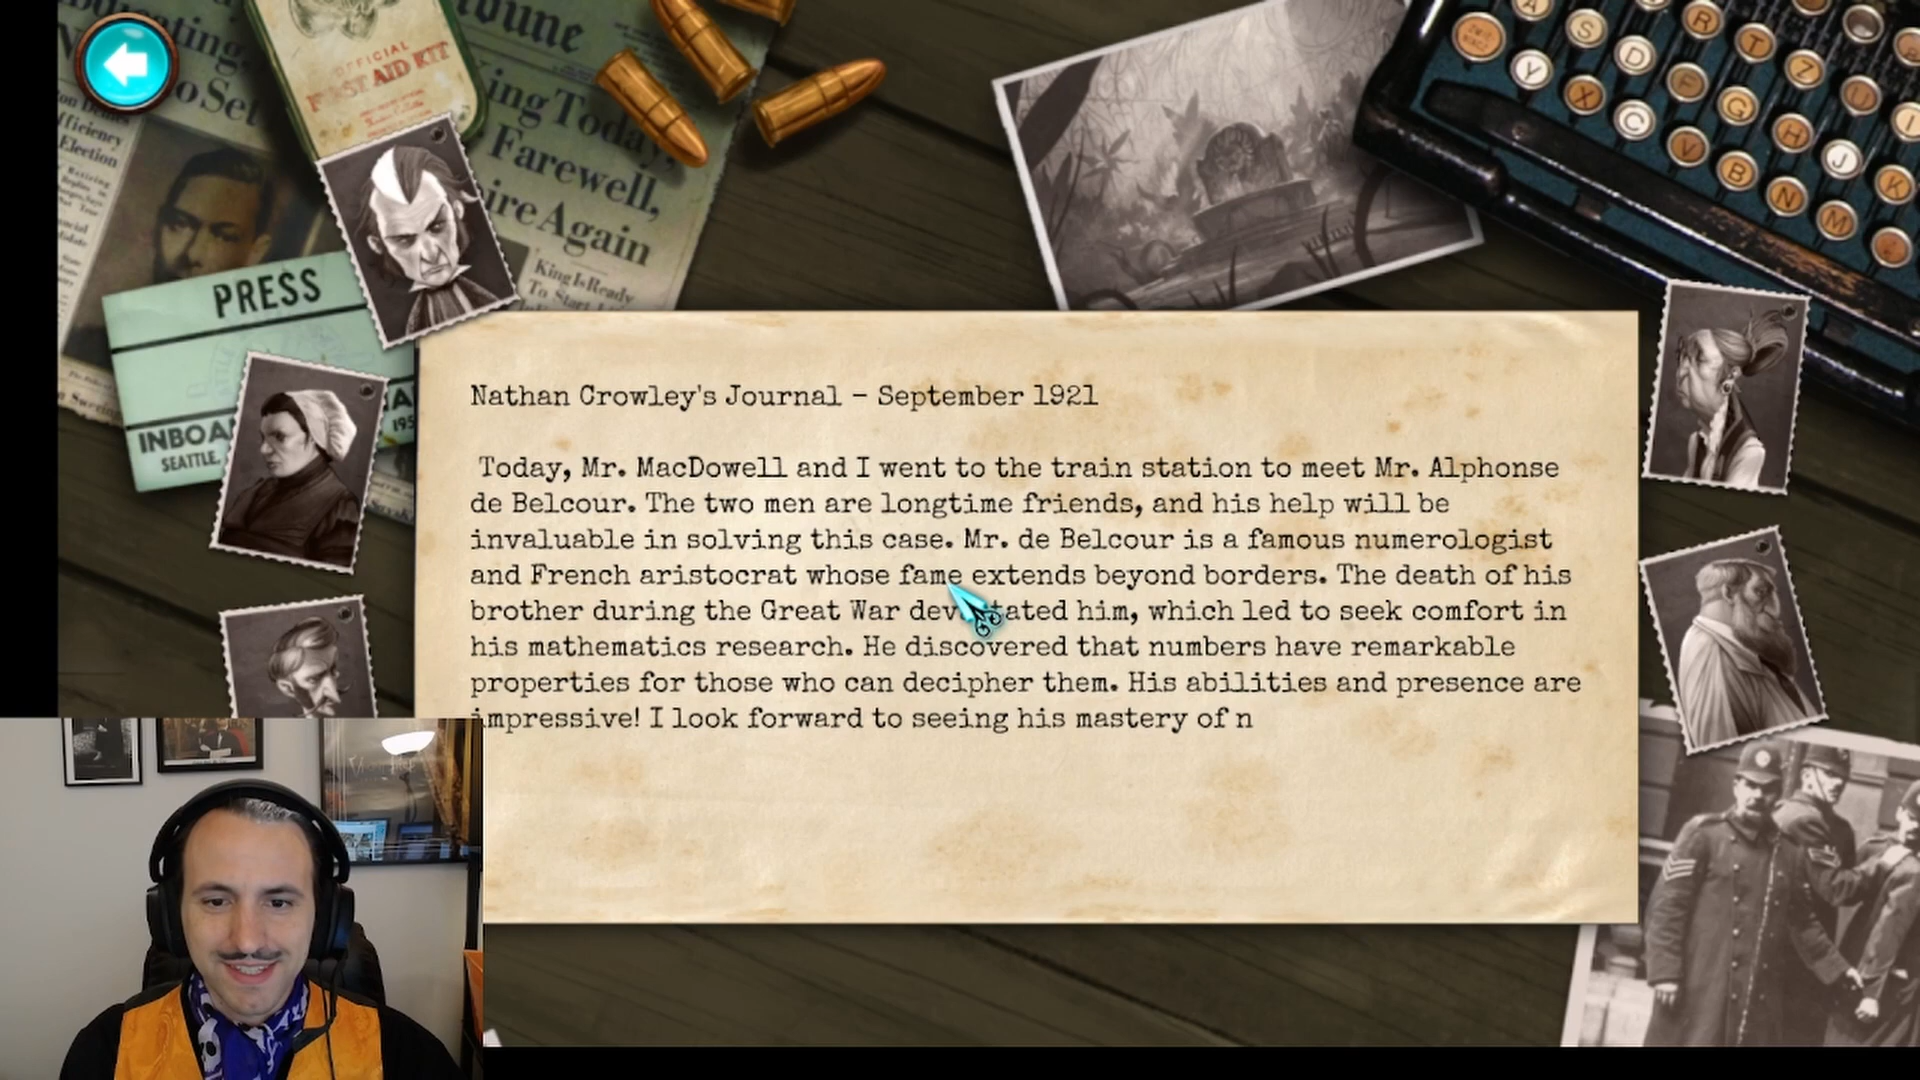 OFFICIAL
FIRST AID KIT
King Today,
Farewell,
Again
King Is Ready
PRESS
SEATTLE,
Nathan Crowley's Journal - September 1921
Today, Mr. MacDowell and I went to the train station to meet Mr. Alphonse
de Belcour. The two men are longtime friends, and his help will be
invaluable in solving this case. Mr. de Belcour is a famous numerologist
and French aristocrat whose fame extends beyond borders. The death of his
brother during the Great War him, which led to seek comfort in
his mathematics research. He discovered that numbers have remarkable
properties for those who can decipher them. His abilities and presence are
impressive! I look forward to seeing his mastery of n
A
S D R T
Y X C F G Z U I
V B H J K
N M